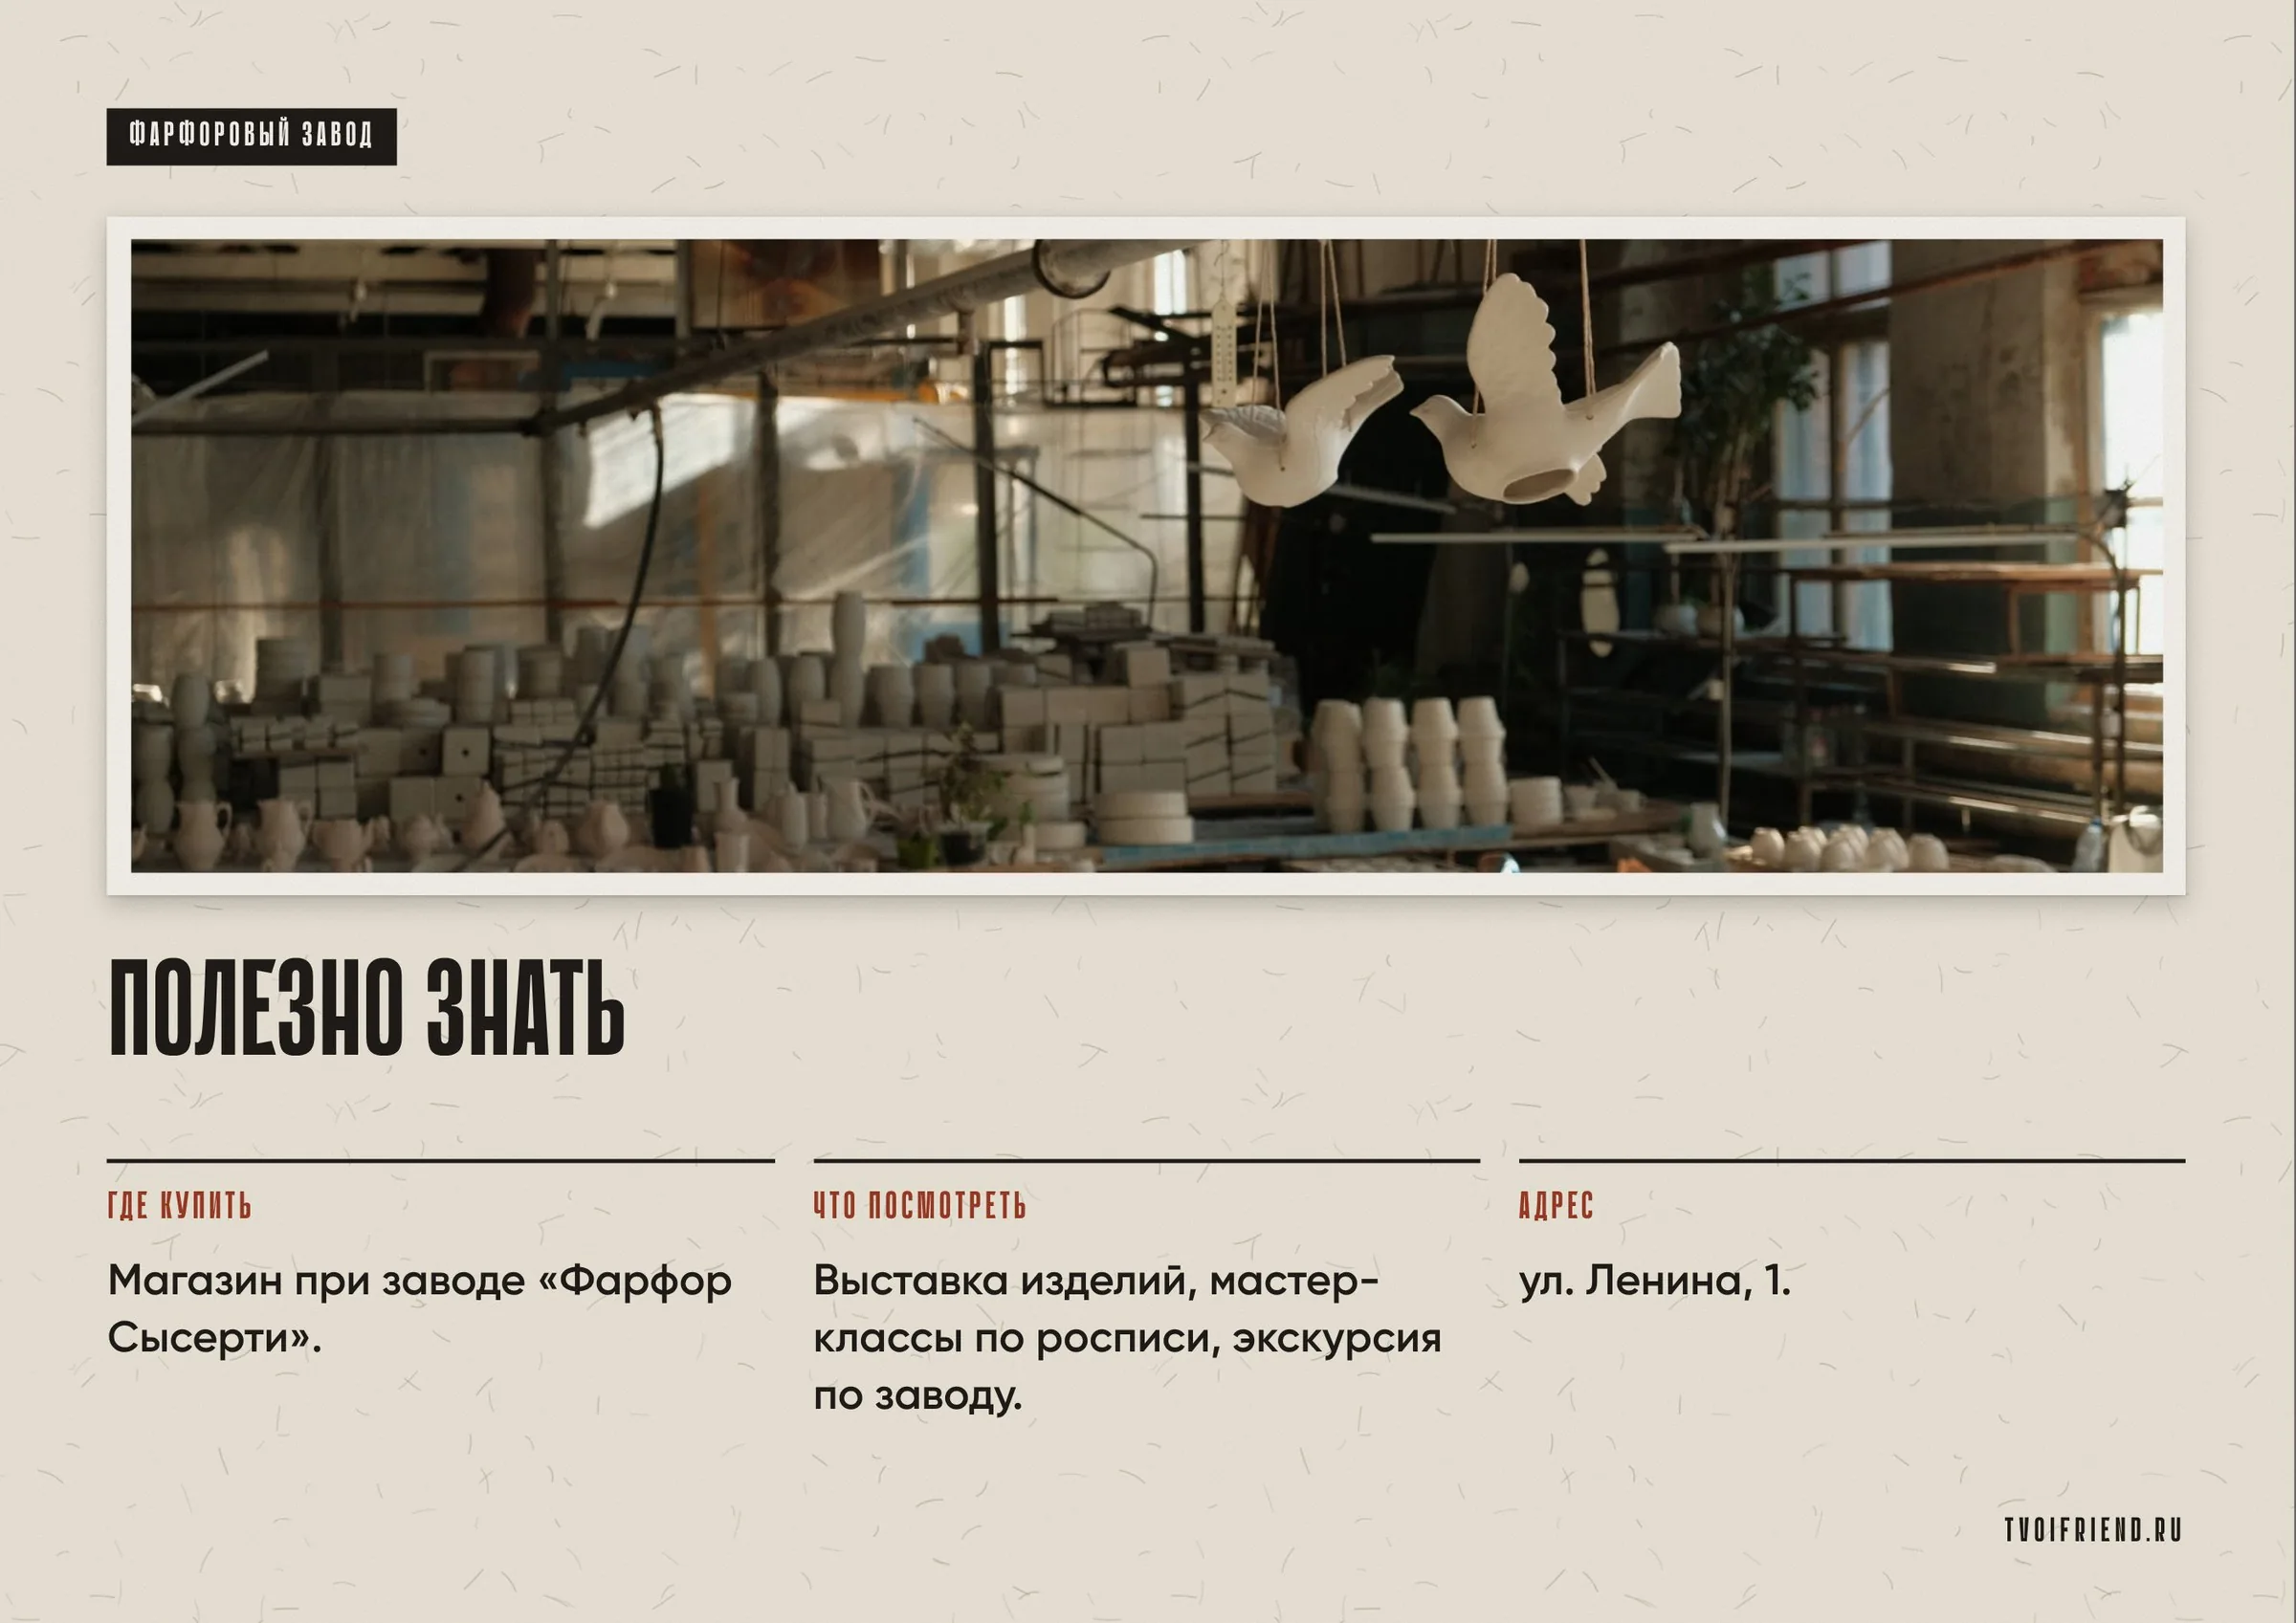 ФАРФОРОВЫЙ ЗАВОД
ПОЛЕЗНО ЗНАТЬ
ГДЕ КУПИТЬ
Магазин при заводе «Фарфор
Сысерти».
ЧТО ПОСМОТРЕТЬ
Выставка изделий, мастер-
классы по росписи, экскурсия
по заводу.
АДРЕС
ул. Ленина, 1.
TVOIFRIEND.RU